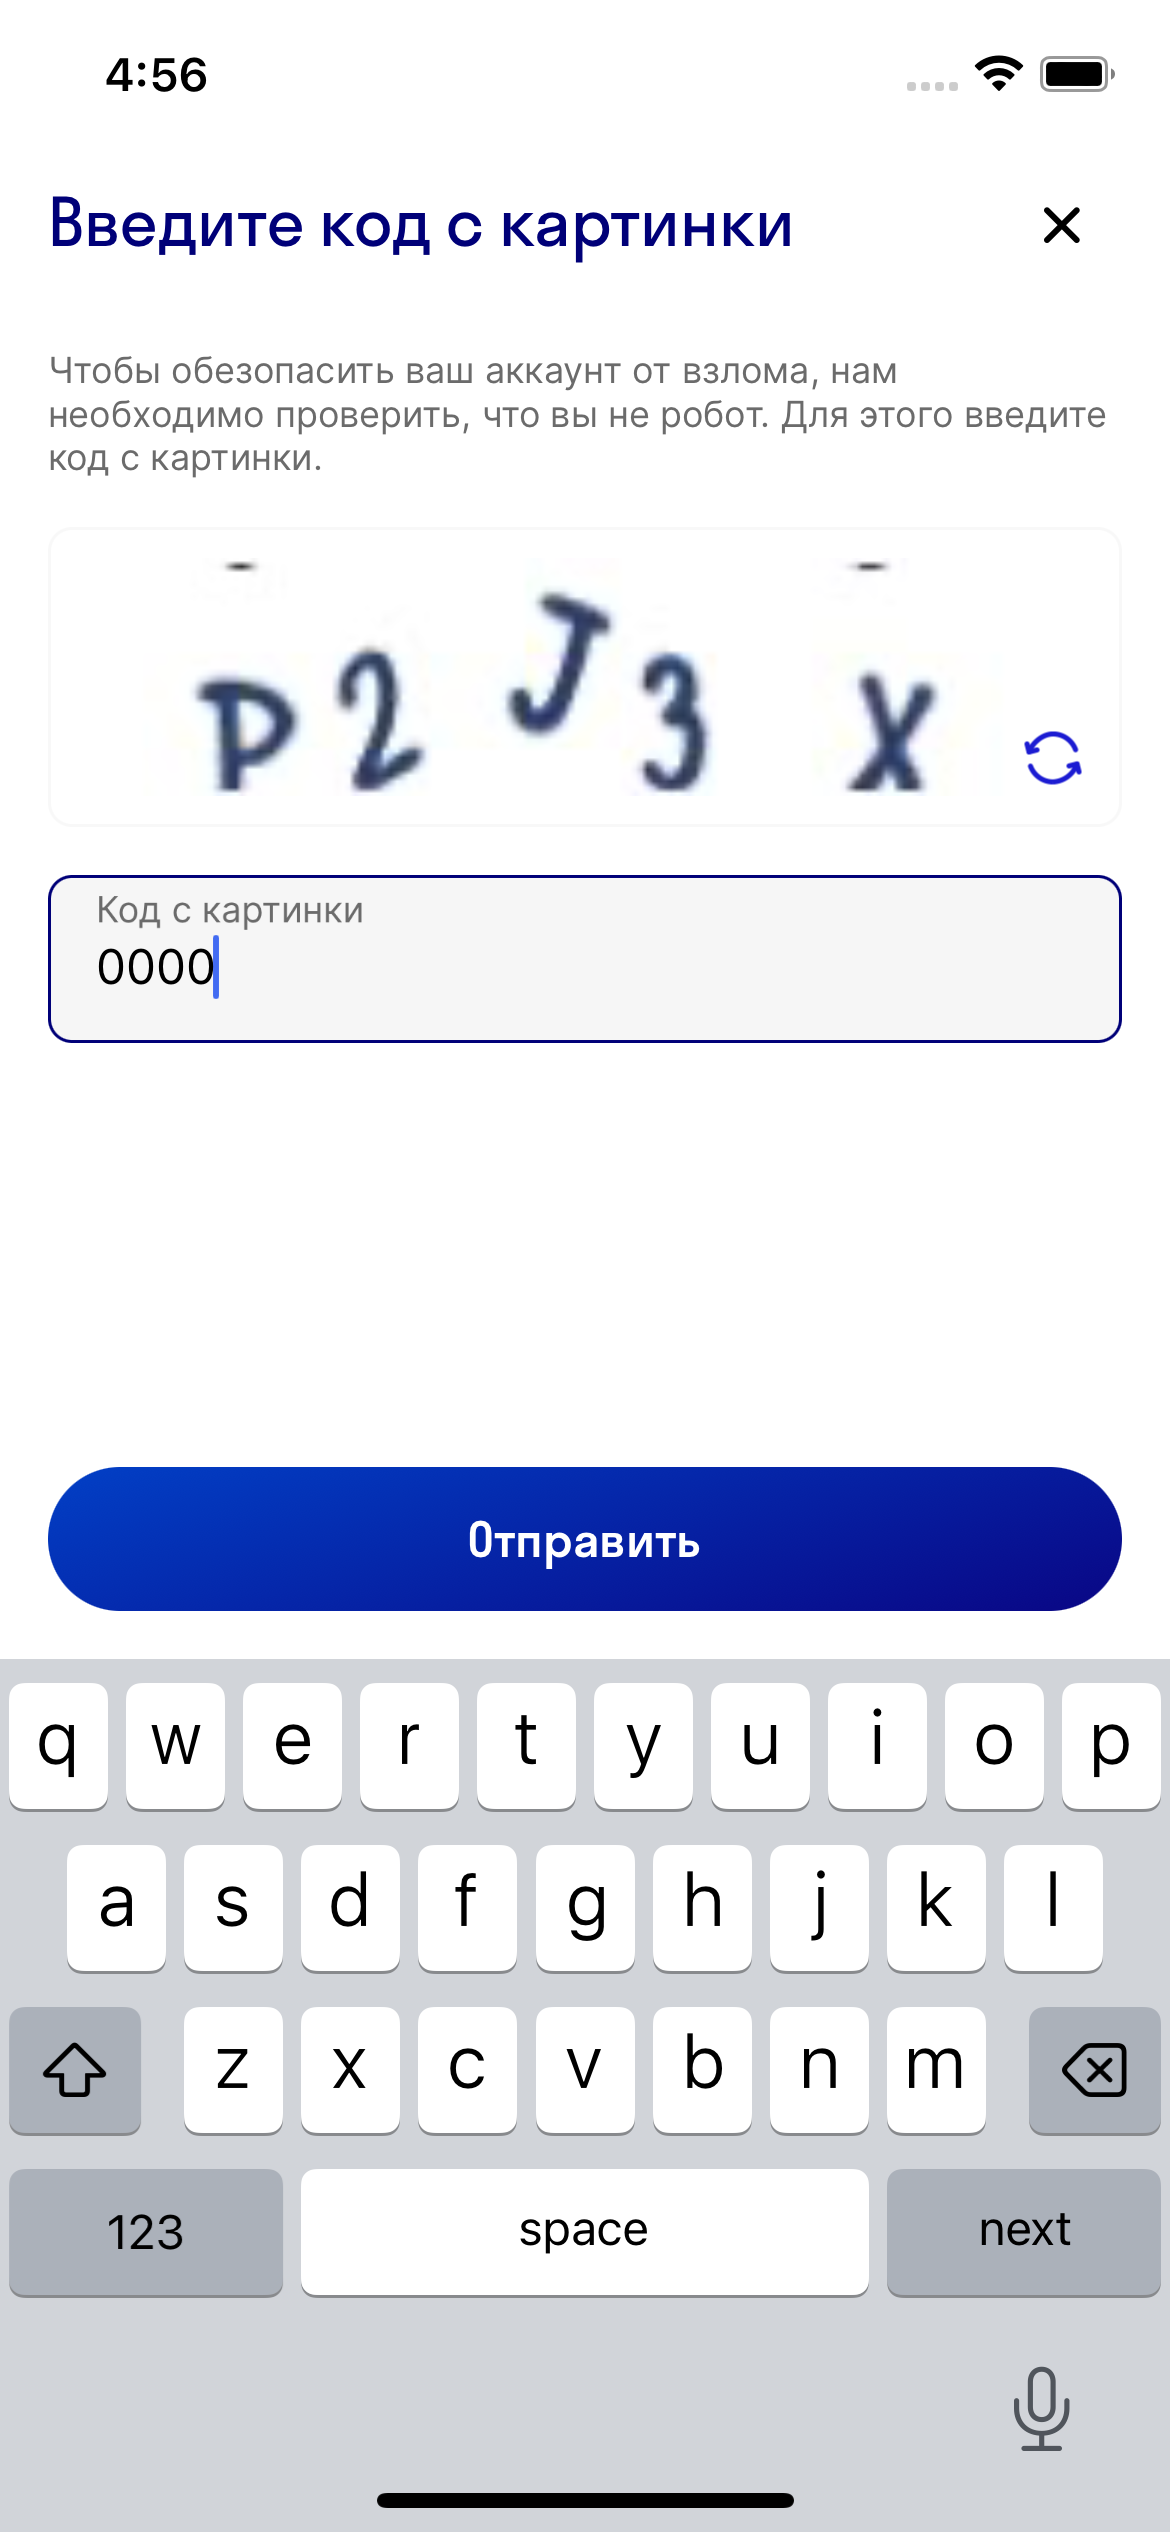 4:56
Введите код с картинки
Чтобы обезопасить ваш аккаунт от взлома, нам
необходимо проверить, что вы не робот. Для этого введите
код с картинки.
P2J3X
Код с картинки
0000
Отправить
q w e r t y u i o p
a s d f g h j k l
z x c v b n m
123 space next